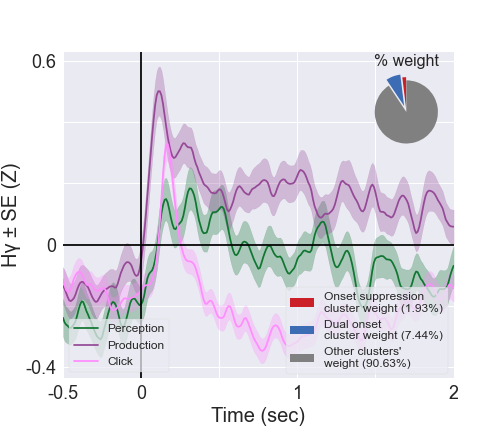 % weight
0.6
0
-0.4
Hγ ± SE (Z)
Perception
Production
Click
Onset suppression
cluster weight (1.93%)
Dual onset
cluster weight (7.44%)
Other clusters'
weight (90.63%)
-0.5
0
1
2
Time (sec)